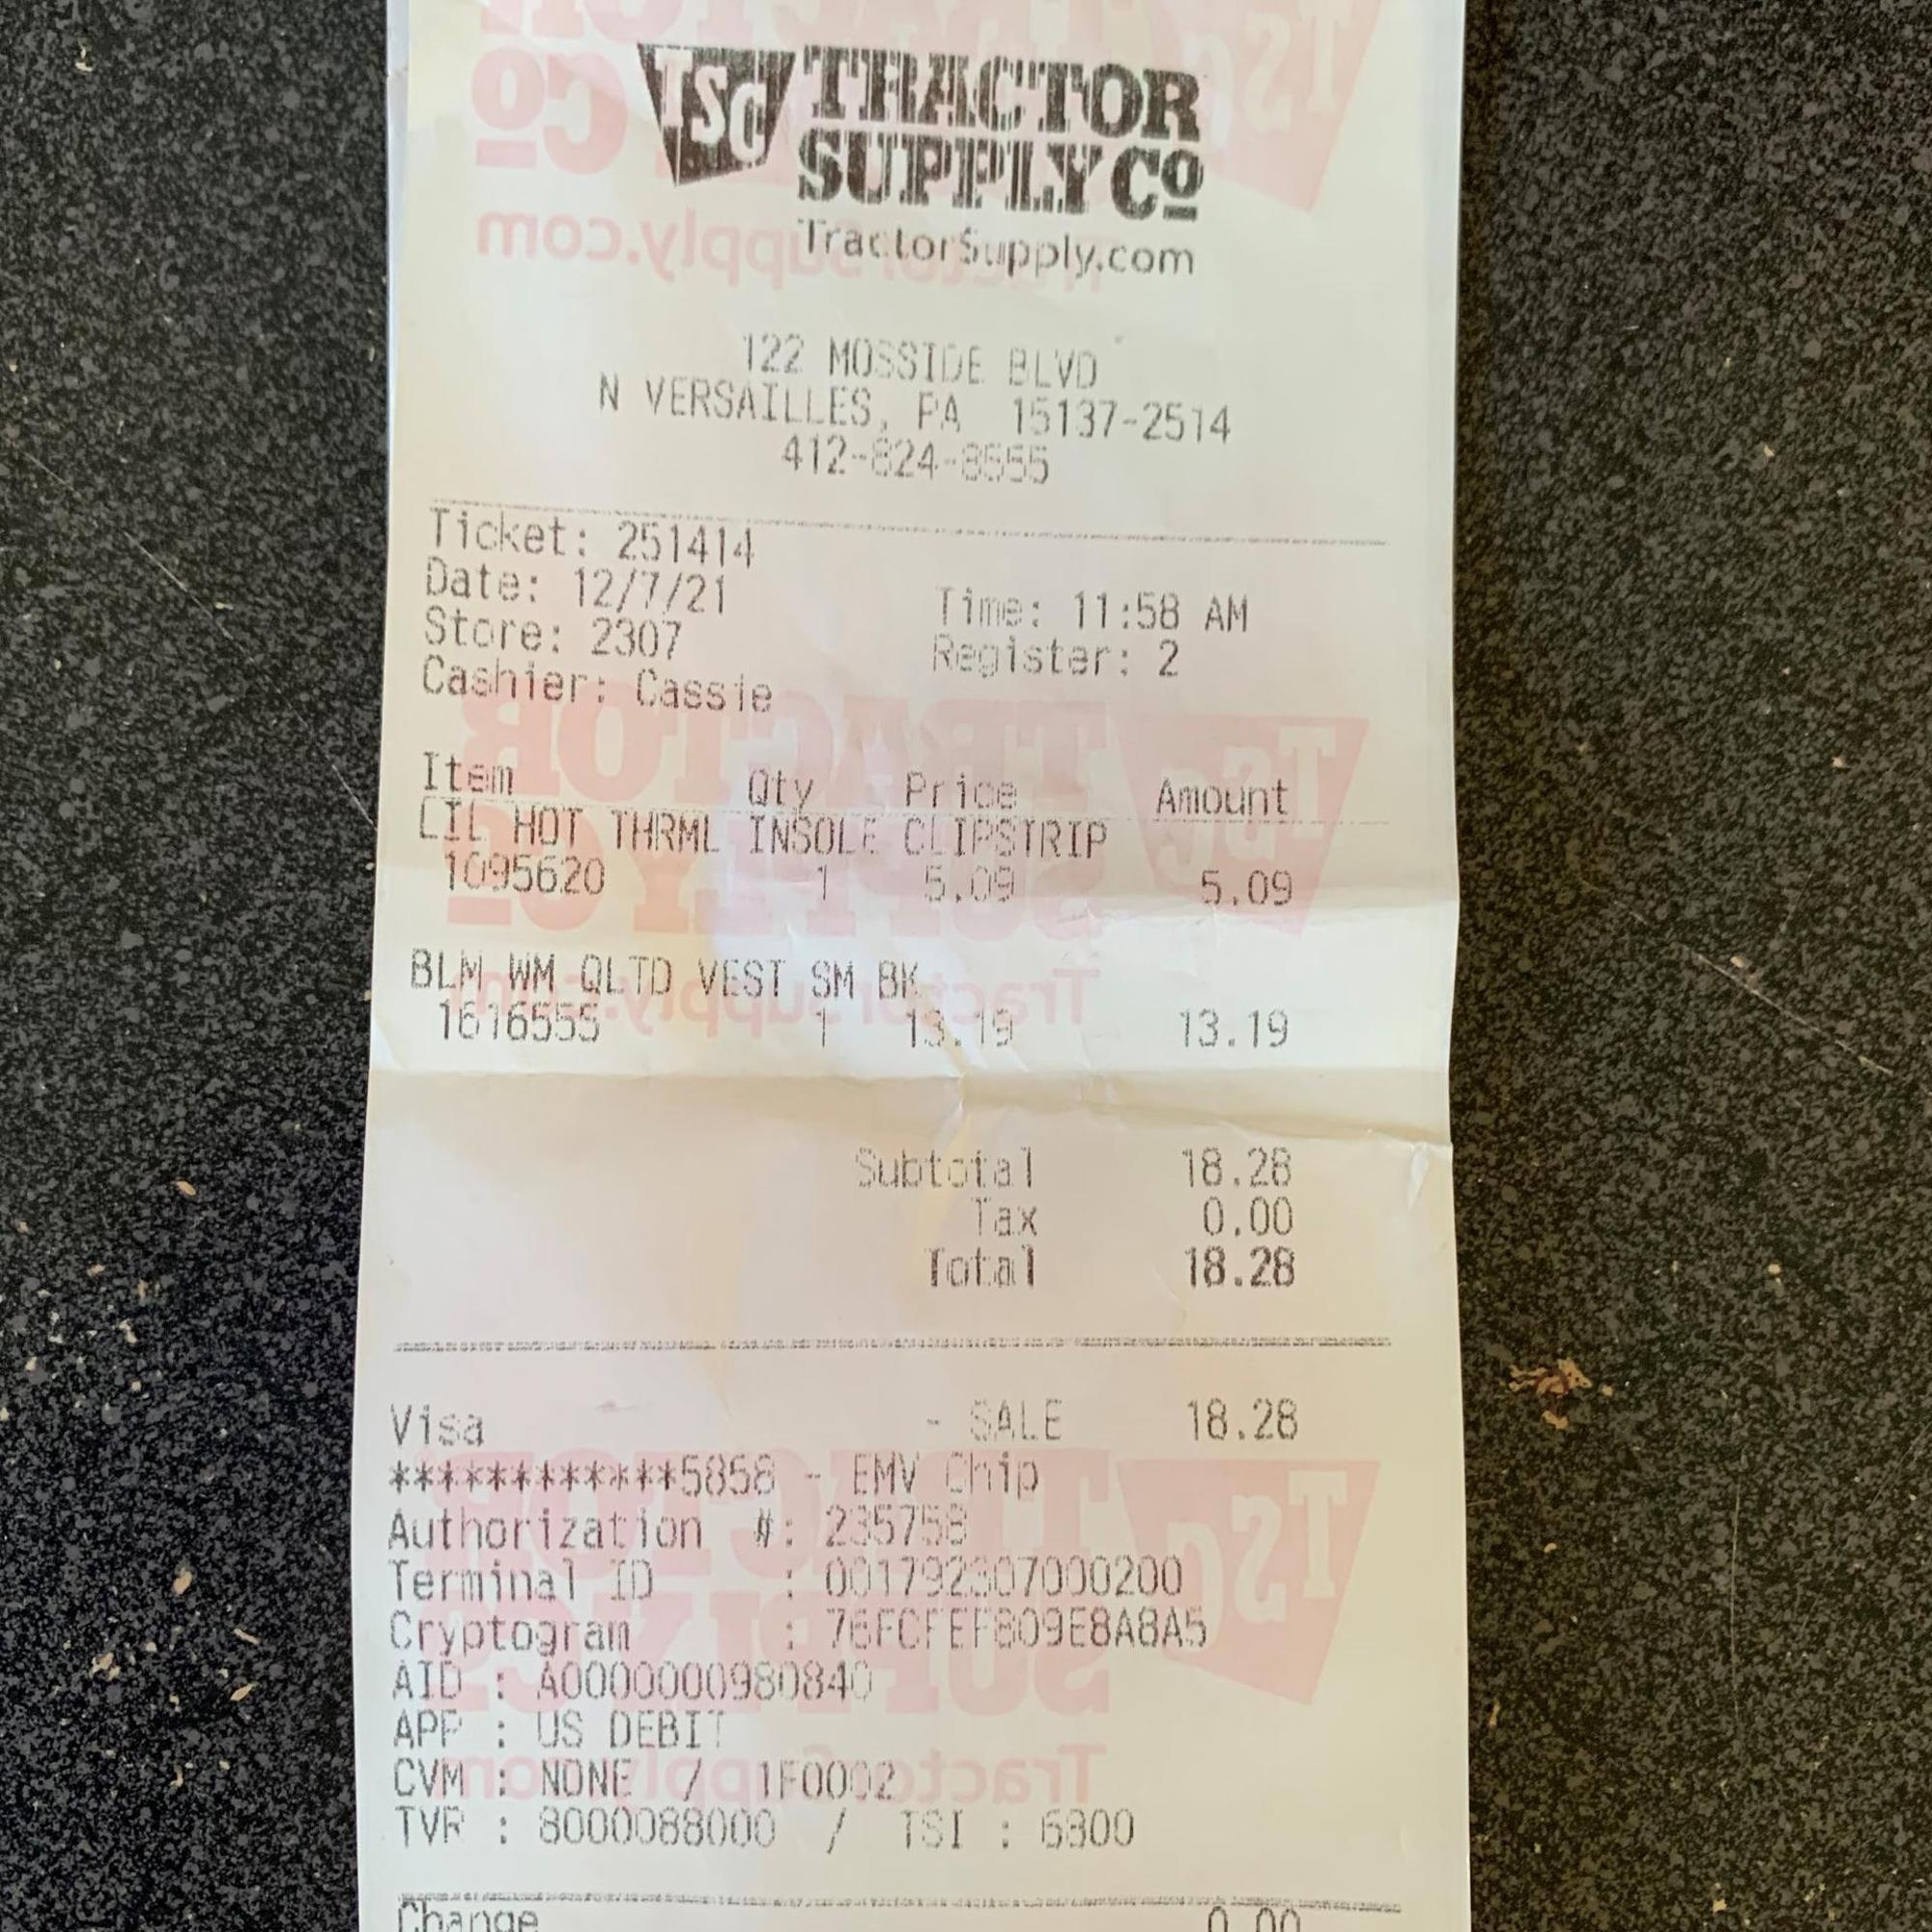 TSC TRACTOR
SUPPLY Co
TractorSupply.com
122 MOSSIDE BLVD
N VERSAILLES, PA 15137-2514
412-824-8555
Ticket: 251414
Date: 12/7/21 Time: 11:58 AM
Store: 2307 Register: 2
Cashier: Cassie
Item Qty Price Amount
LIL HOT THRML INSOLE CLIPSTRIP
1095620 1 5.09 5.09
BLM WM QLTD VEST SM BK
1616555 1 13.19 13.19
Subtotal 18.28
Tax 0.00
Total 18.28
Visa - SALE 18.28
************5858 - EMV Chip
Authorization #: 235758
Terminal ID : 001792307000200
Cryptogram : 76FCFEF809E8A8A5
AID : A0000000980840
APP : US DEBIT
CVM : NONE / 1F0002
TVR : 8000088000 / TSI : 6800
Change 0.00